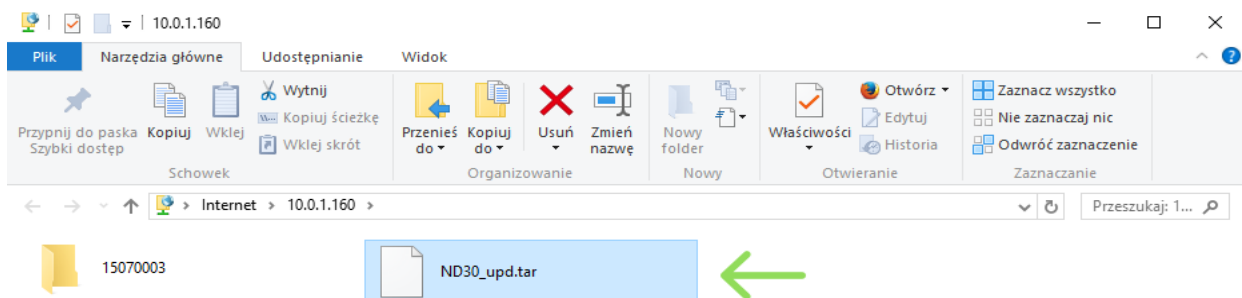 10.0.1.160
Plik Narzędzia główne Udostępnianie Widok
Przypnij do paska Szybki dostęp
Kopiuj
Wklej
Wytnij
Kopiuj ścieżkę
Wklej skrót
Schowek
Przenieś do
Kopiuj do
Usuń
Zmień nazwę
Organizowanie
Nowy folder
Nowy
Właściwości
Otwórz
Edytuj
Historia
Otwieranie
Zaznacz wszystko
Nie zaznaczaj nic
Odwróć zaznaczenie
Zaznaczanie
Internet > 10.0.1.160 >
Przeszukaj: 1...
15070003
ND30_upd.tar